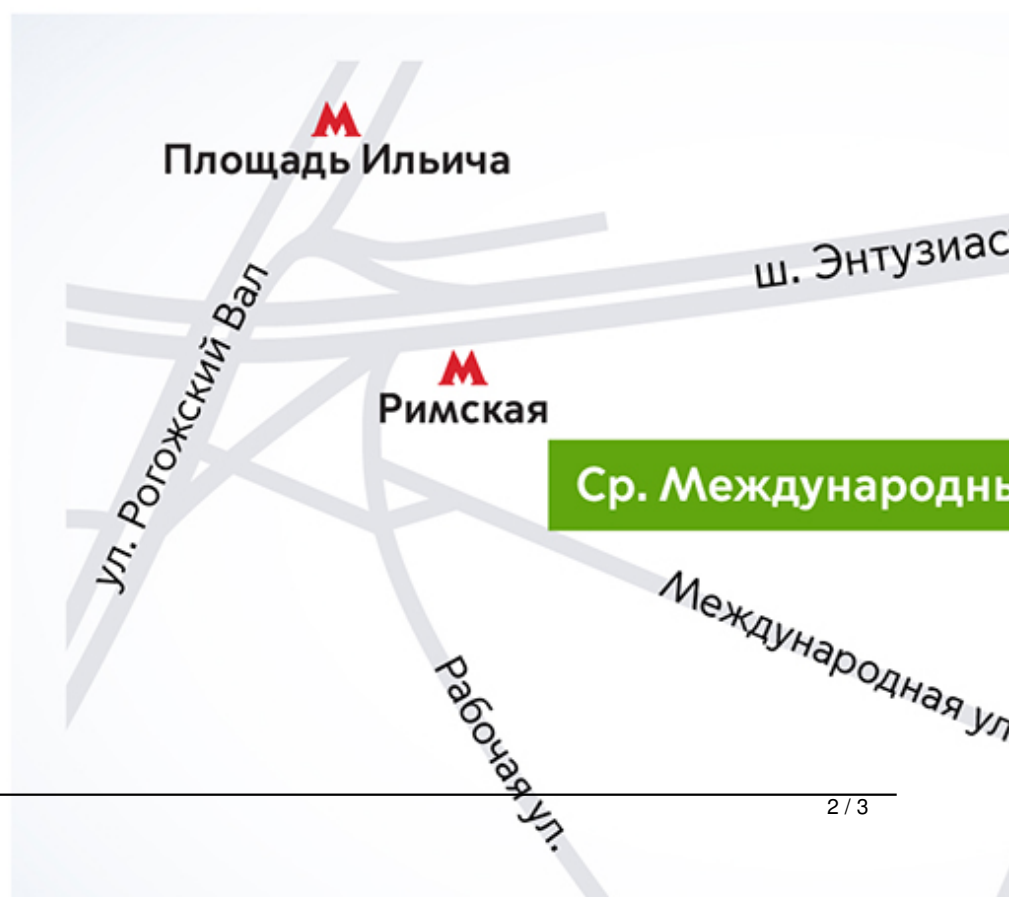 Площадь Ильича
ш. Энтузиас
ул. Рогожский Вал
Римская
Ср. Международны
Международная ул
Рабочая ул.
2 / 3